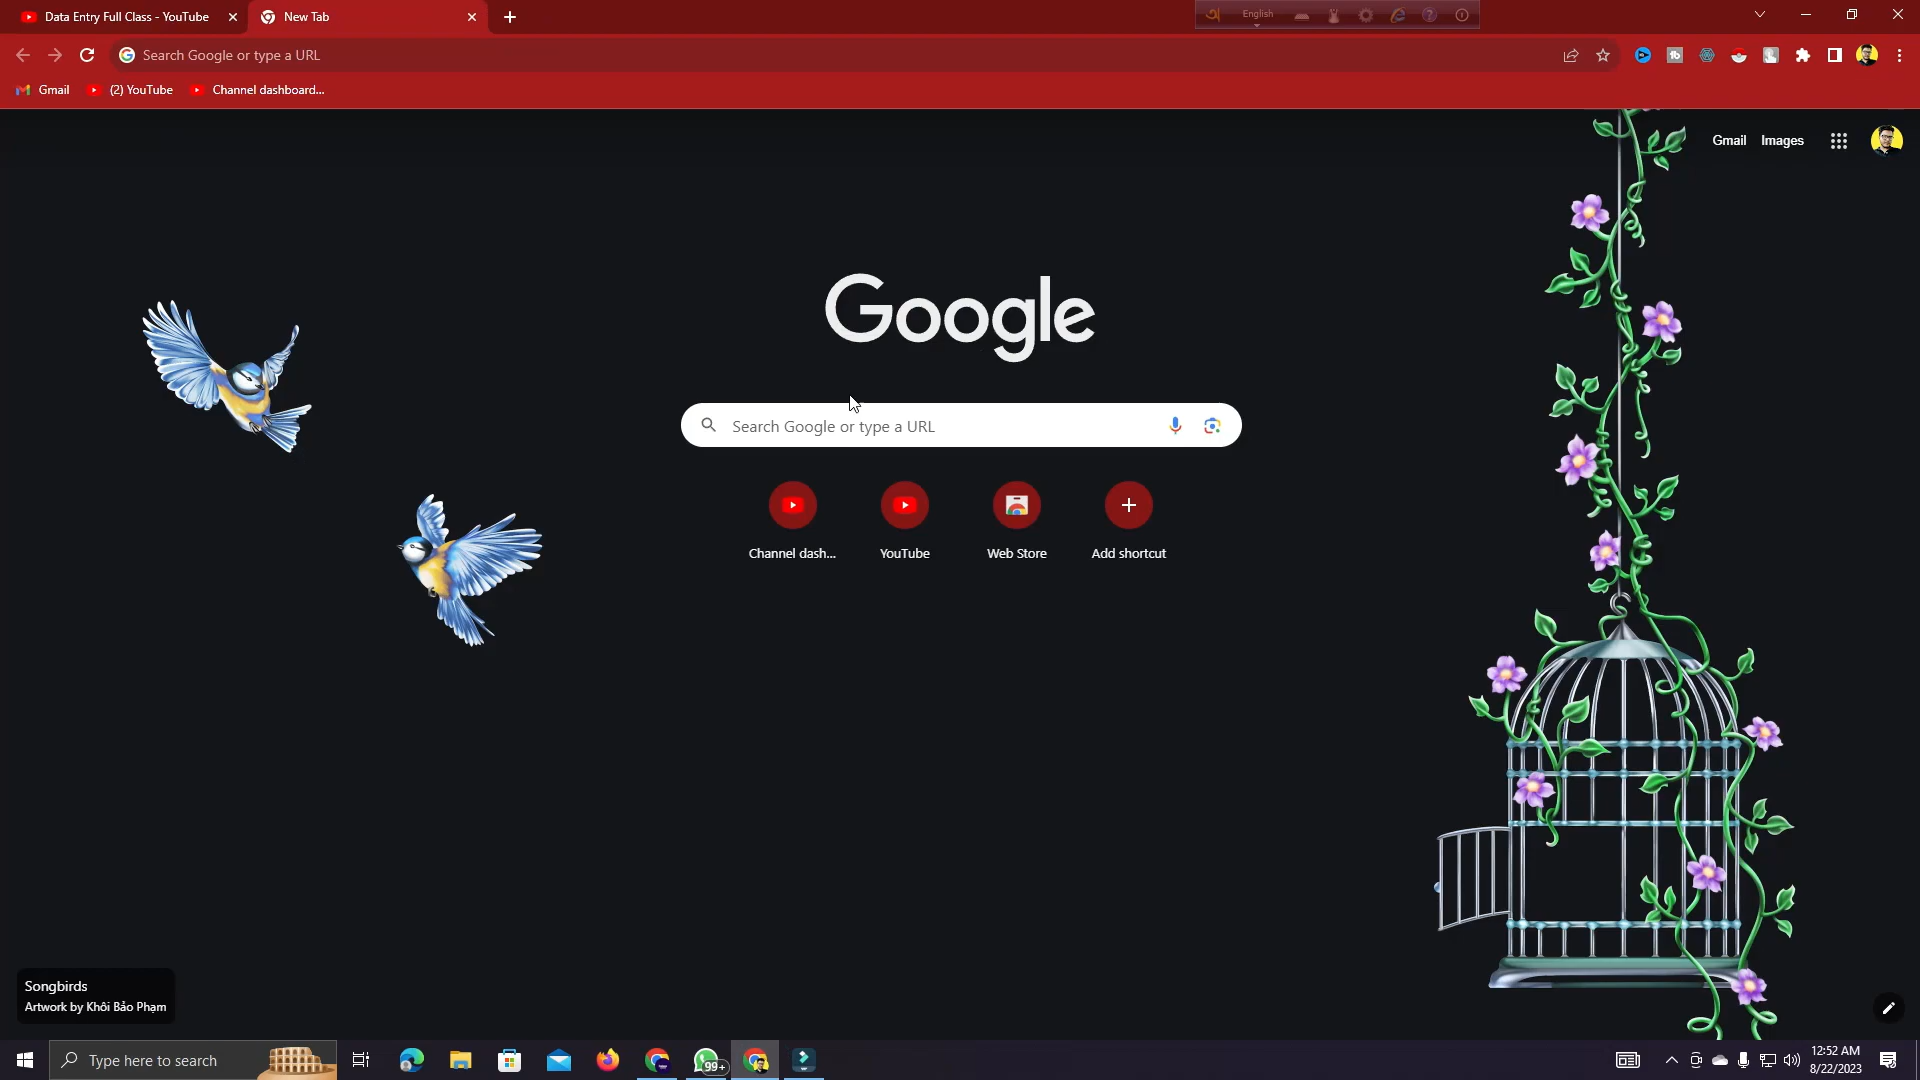 Data Entry Full Class - YouTube
New Tab
English
Search Google or type a URL
Gmail
(2) YouTube
Channel dashboard...
Gmail
Images
Google
Search Google or type a URL
Channel dash...
YouTube
Web Store
Add shortcut
Songbirds
Artwork by Khôi Bảo Phạm
Type here to search
99+
12:52 AM
8/22/2023